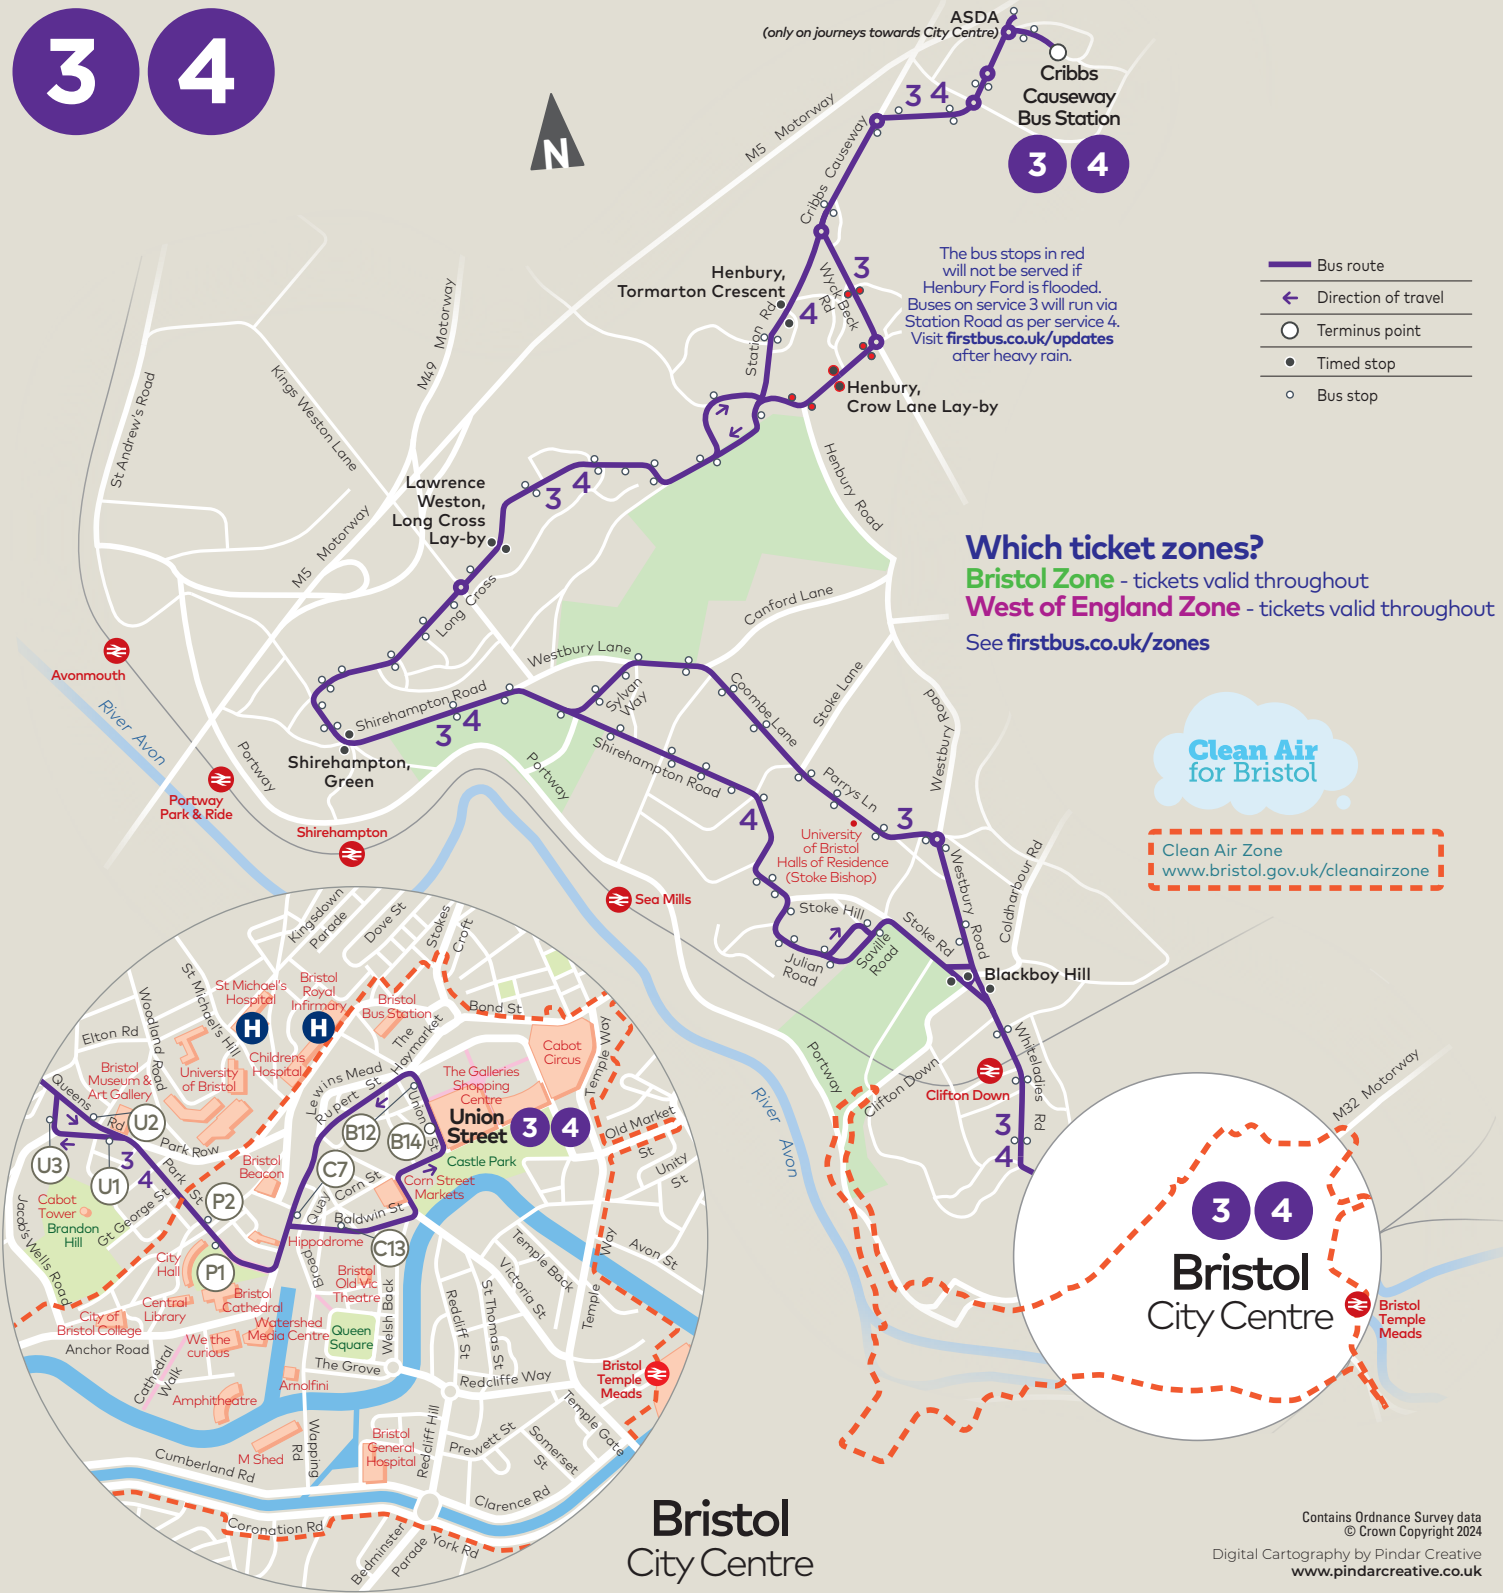 3 4
ASDA
(only on journeys towards City Centre)
Cribbs
Causeway
Bus Station
3 4
3 4
M5 Motorway
N
Cribbs Causeway
Henbury,
Tormarton Crescent
3
Wyck Beck
Rd
4
Station Rd
The bus stops in red
will not be served if
Henbury Ford is flooded.
Buses on service 3 will run via
Station Road as per service 4.
Visit firstbus.co.uk/updates
after heavy rain.
Bus route
Direction of travel
Terminus point
Timed stop
Bus stop
Henbury,
Crow Lane Lay-by
M49 Motorway
Kings Weston Lane
St Andrew's Road
Henbury Road
Lawrence
Weston,
Long Cross
Lay-by
3 4
M5 Motorway
Long Cross
Which ticket zones?
Bristol Zone - tickets valid throughout
West of England Zone - tickets valid throughout
See firstbus.co.uk/zones
Canford Lane
Westbury Lane
Avonmouth
River Avon
Shirehampton Road
3 4
Sylvan
Way
Coombe Lane
Stoke Lane
Westbury Road
Shirehampton,
Green
Portway
Portway
Shirehampton Road
Parrys Ln
Portway
Park & Ride
Shirehampton
4
3
University
of Bristol
Halls of Residence
(Stoke Bishop)
Clean Air
for Bristol
Clean Air Zone
www.bristol.gov.uk/cleanairzone
Westbury Road
Coldharbour Rd
Sea Mills
Stoke Hill
Stoke Rd
Saville
Road
Julian
Road
Blackboy Hill
Whiteladies Rd
Portway
Clifton Down
Clifton Down
River Avon
3
4
M32 Motorway
3 4
Bristol
City Centre
Bristol
Temple
Meads
Kingsdown
Parade
Dove St
Stokes
Croft
St Michael's
Hospital
Bristol
Royal
Infirmary
H H
Bristol
Bus Station
Bond St
St Michael's Hill
Woodland Road
Elton Rd
The
Haymarket
Childrens
Hospital
Cabot
Circus
Temple Way
Bristol
Museum &
Art Gallery
University
of Bristol
Lewins Mead
Rupert St
The Galleries
Shopping
Centre
Union St
Union
Street
3 4
Queens Rd
U2
B12
B14
Old Market
St
Castle Park
Unity
St
Park Row
U3
3
4
U1
Park St
Bristol
Beacon
C7
Corn St
Corn Street
Markets
P2
Quay
Baldwin St
Cabot
Tower
Brandon
Hill
Gt George St
Jacob's Wells Road
Hippodrome
C13
City
Hall
P1
Broad
Bristol
Old Vic
Theatre
Temple Back
Way
Avon St
Victoria St
Central
Library
Bristol
Cathedral
City of
Bristol College
Watershed
Media Centre
Queen
Square
Welsh Back
Redcliff St
St Thomas St
Temple
Anchor Road
We the
curious
The Grove
Cathedral
Walk
Arnolfini
Redcliffe Way
Bristol
Temple
Meads
Amphitheatre
Temple Gate
Wapping
Rd
M Shed
Bristol
General
Hospital
Redcliff Hill
Prewett St
Somerset
St
Cumberland Rd
Clarence Rd
Coronation Rd
Bedminster
Parade
York Rd
Bristol
City Centre
Contains Ordnance Survey data
© Crown Copyright 2024
Digital Cartography by Pindar Creative
www.pindarcreative.co.uk